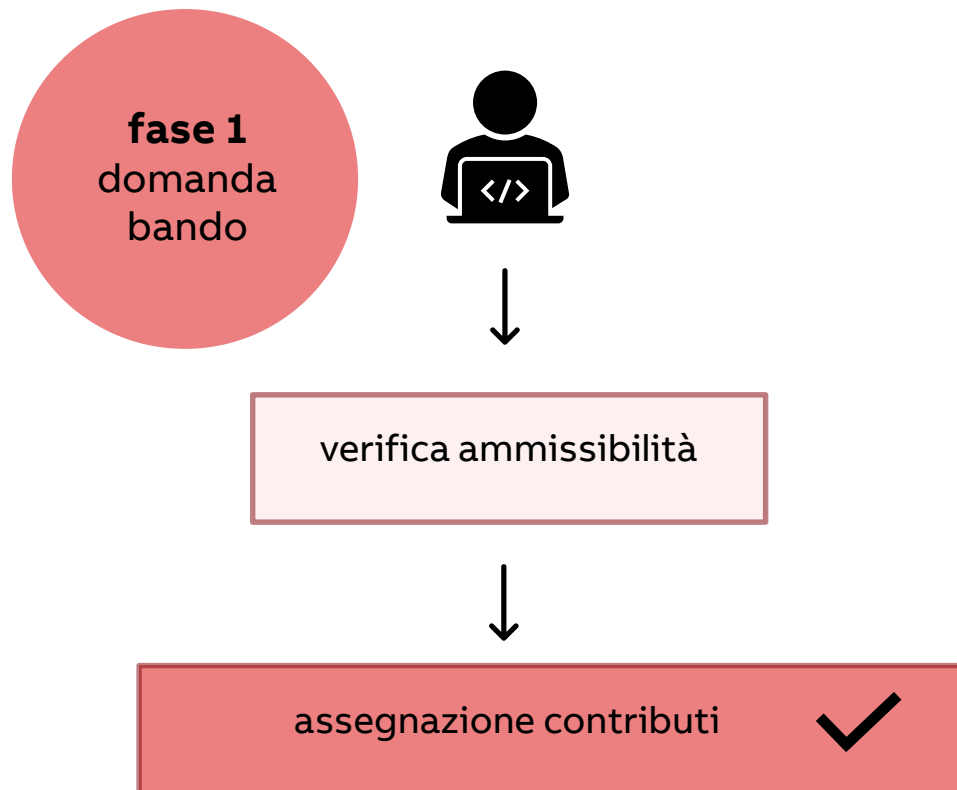 fase 1
domanda
bando
</>
verifica ammissibilità
assegnazione contributi